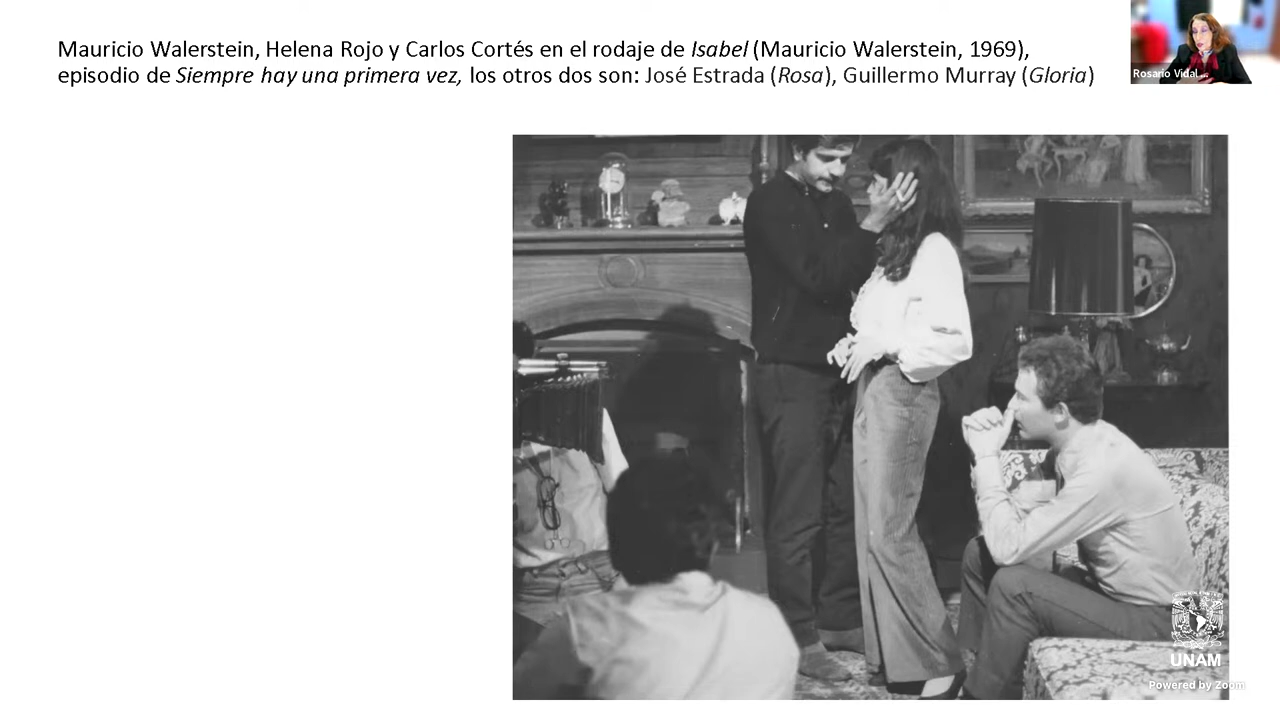 Mauricio Walerstein, Helena Rojo y Carlos Cortés en el rodaje de Isabel (Mauricio Walerstein, 1969),
episodio de Siempre hay una primera vez, los otros dos son: José Estrada (Rosa), Guillermo Murray (Gloria)
Rosario Vidal...
UNAM
Powered by Zoom